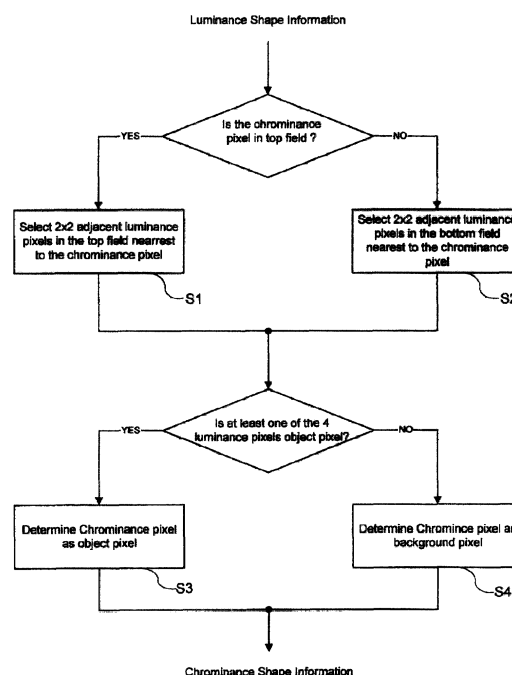 Luminance Shape Information
Is the chrominance
pixel in top field ?
YES
NO
Select 2x2 adjacent luminance
pixels in the top field nearrest
to the chrominance pixel
S1
Select 2x2 adjacent luminance
pixels in the bottom field
nearest to the chrominance
pixel
S2
Is at least one of the 4
luminance pixels object pixel?
YES
NO
Determine Chrominance pixel
as object pixel
S3
Determine Chromince pixel as
background pixel
S4
Chrominance Shape Information